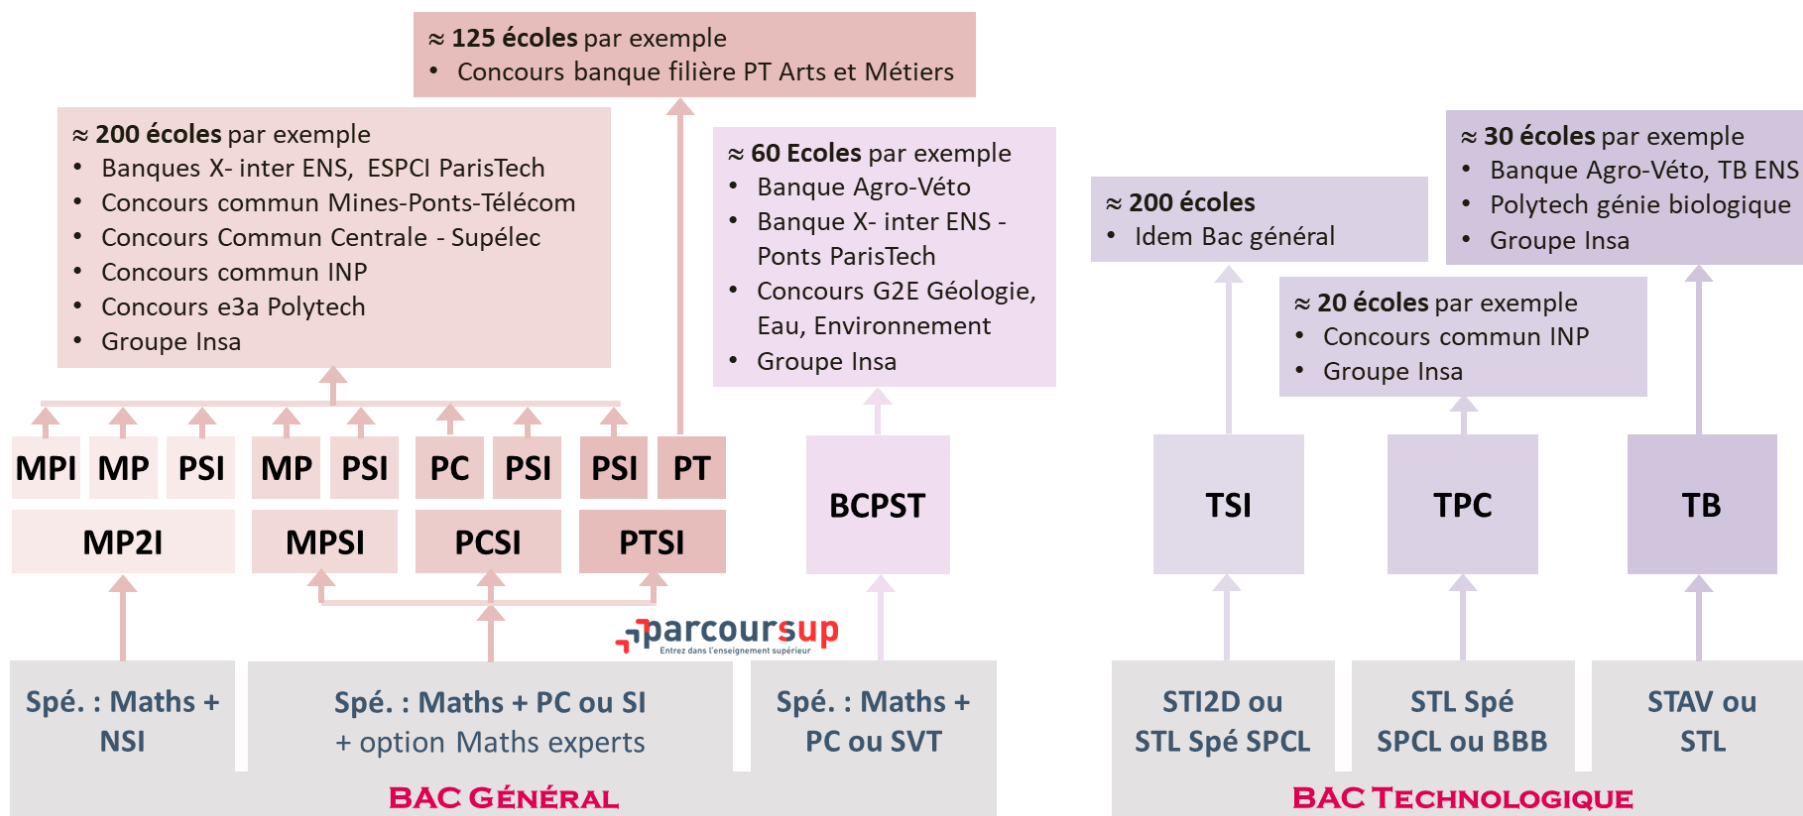 ≈ 125 écoles par exemple
• Concours banque filière PT Arts et Métiers
≈ 200 écoles par exemple
• Banques X- inter ENS, ESPCI ParisTech
• Concours commun Mines-Ponts-Télécom
• Concours Commun Centrale - Supélec
• Concours commun INP
• Concours e3a Polytech
• Groupe Insa
≈ 60 Ecoles par exemple
• Banque Agro-Véto
• Banque X- inter ENS -
Ponts ParisTech
• Concours G2E Géologie,
Eau, Environnement
• Groupe Insa
≈ 200 écoles
• Idem Bac général
≈ 30 écoles par exemple
• Banque Agro-Véto, TB ENS
• Polytech génie biologique
• Groupe Insa
≈ 20 écoles par exemple
• Concours commun INP
• Groupe Insa
MPI MP PSI MP PSI PC PSI PSI PT
MP2I MPSI PCSI PTSI
BCPST
TSI
TPC
TB
parcoursup
Entrez dans l'enseignement supérieur
Spé. : Maths +
NSI
Spé. : Maths + PC ou SI
+ option Maths experts
Spé. : Maths +
PC ou SVT
BAC GÉNÉRAL
STI2D ou
STL Spé SPCL
STL Spé
SPCL ou BBB
STAV ou
STL
BAC TECHNOLOGIQUE